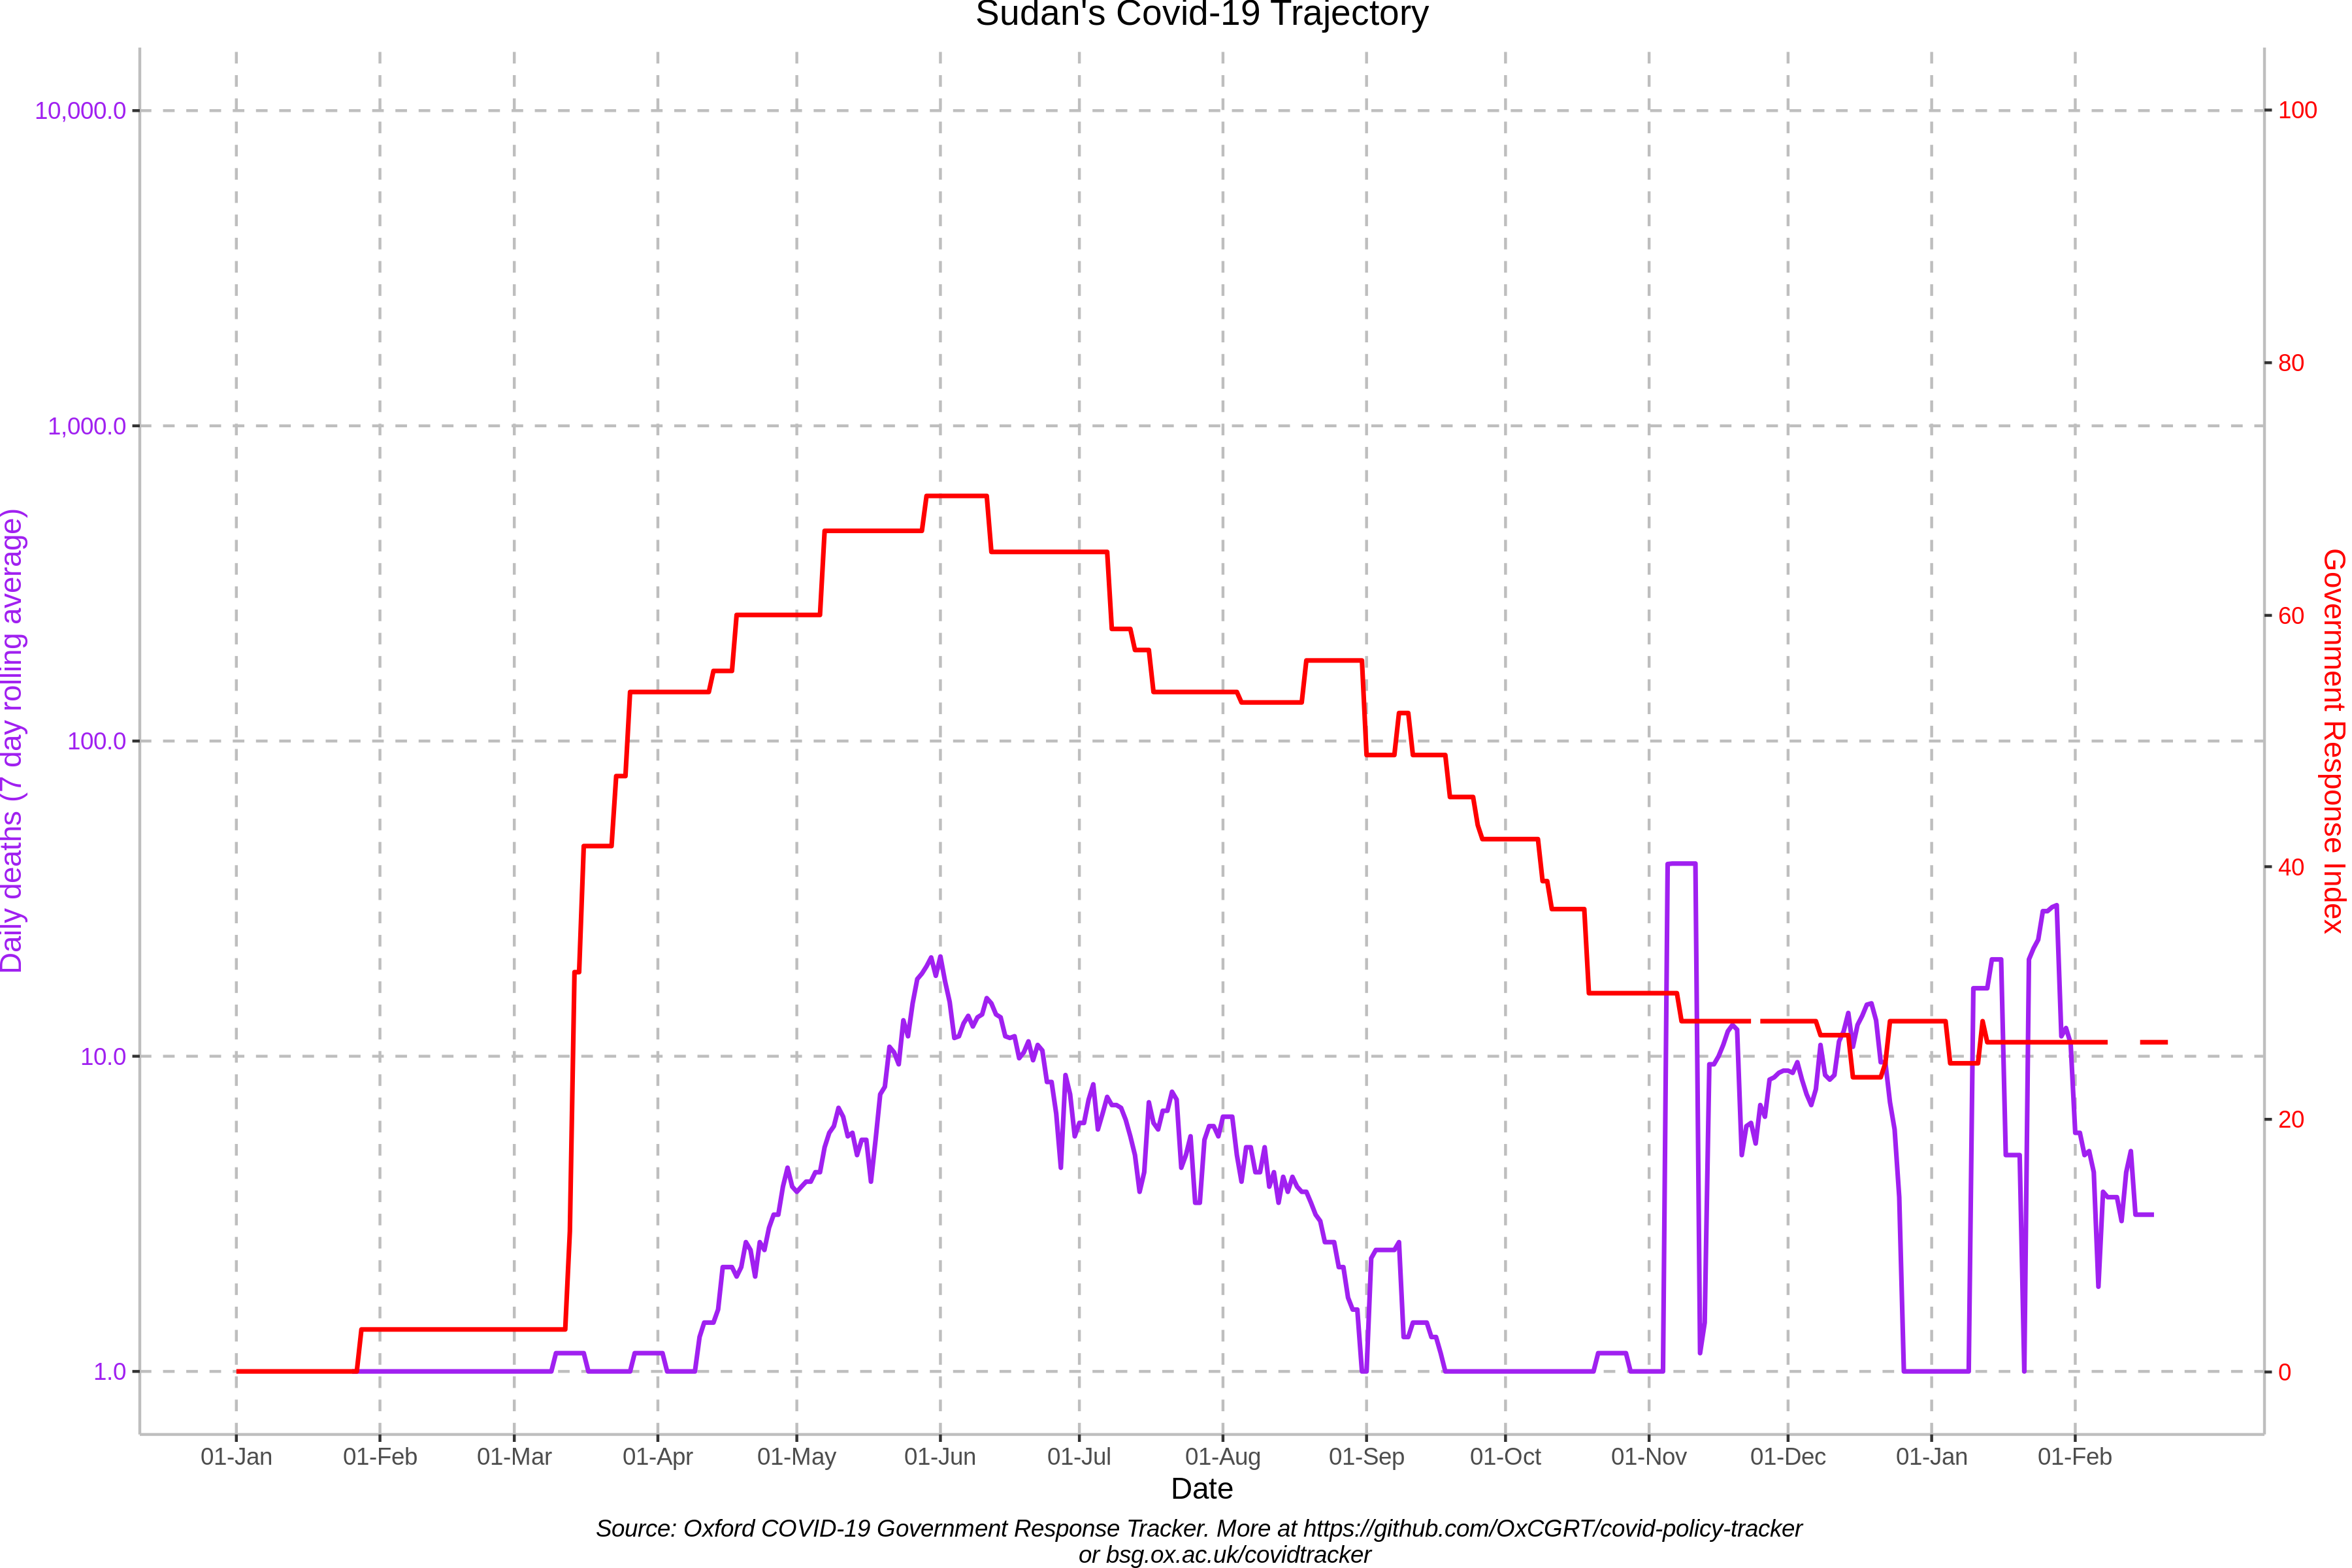 Sudan's Covid-19 Trajectory
10,000.0
1,000.0
100.0
10.0
1.0
Daily deaths (7 day rolling average)
100
80
60
40
20
0
Government Response Index
01-Jan
01-Feb
01-Mar
01-Apr
01-May
01-Jun
01-Jul
01-Aug
01-Sep
01-Oct
01-Nov
01-Dec
01-Jan
01-Feb
Date
Source: Oxford COVID-19 Government Response Tracker. More at https://github.com/OxCGRT/covid-policy-tracker
or bsg.ox.ac.uk/covidtracker